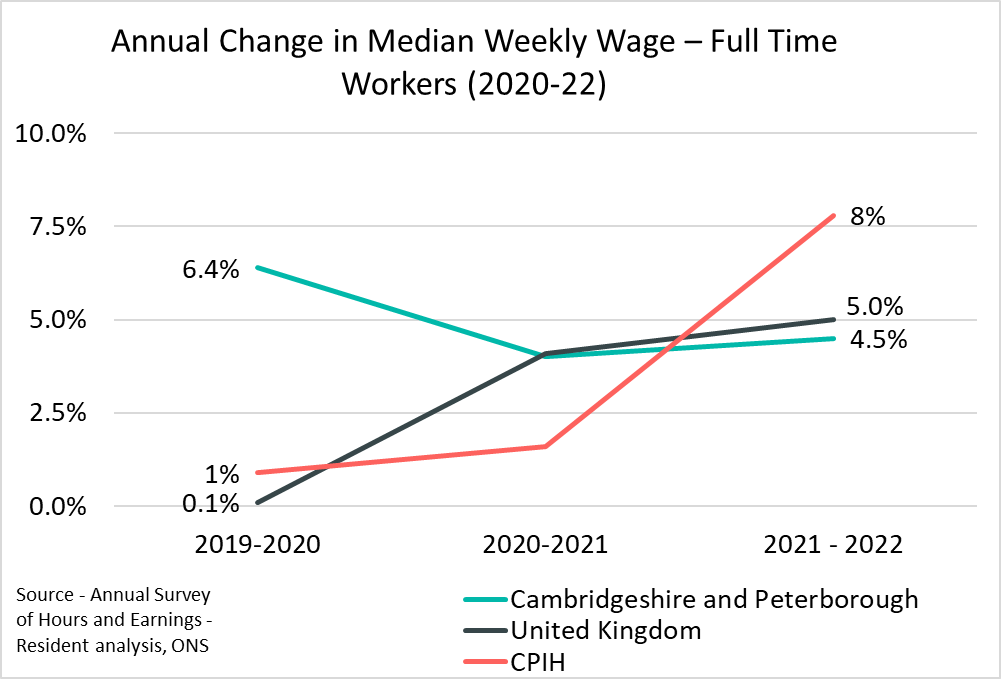 Annual Change in Median Weekly Wage – Full Time
Workers (2020-22)
10.0%
7.5%
5.0%
2.5%
0.0%
6.4%
1%
0.1%
8%
5.0%
4.5%
2019-2020
2020-2021
2021 - 2022
Source - Annual Survey
of Hours and Earnings -
Resident analysis, ONS
Cambridgeshire and Peterborough
United Kingdom
CPIH